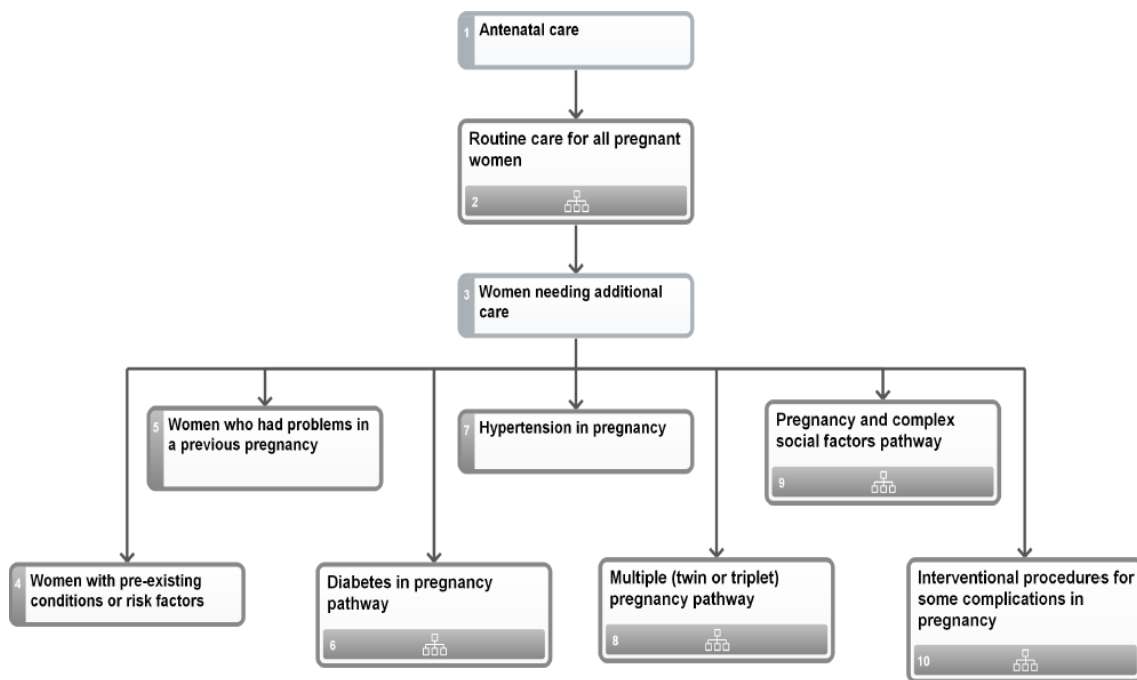 1
Antenatal care
Routine care for all pregnant
women
2
3
Women needing additional
care
5
Women who had problems in
a previous pregnancy
7
Hypertension in pregnancy
Pregnancy and complex
social factors pathway
9
4
Women with pre-existing
conditions or risk factors
Diabetes in pregnancy
pathway
6
Multiple (twin or triplet)
pregnancy pathway
8
Interventional procedures for
some complications in
pregnancy
10